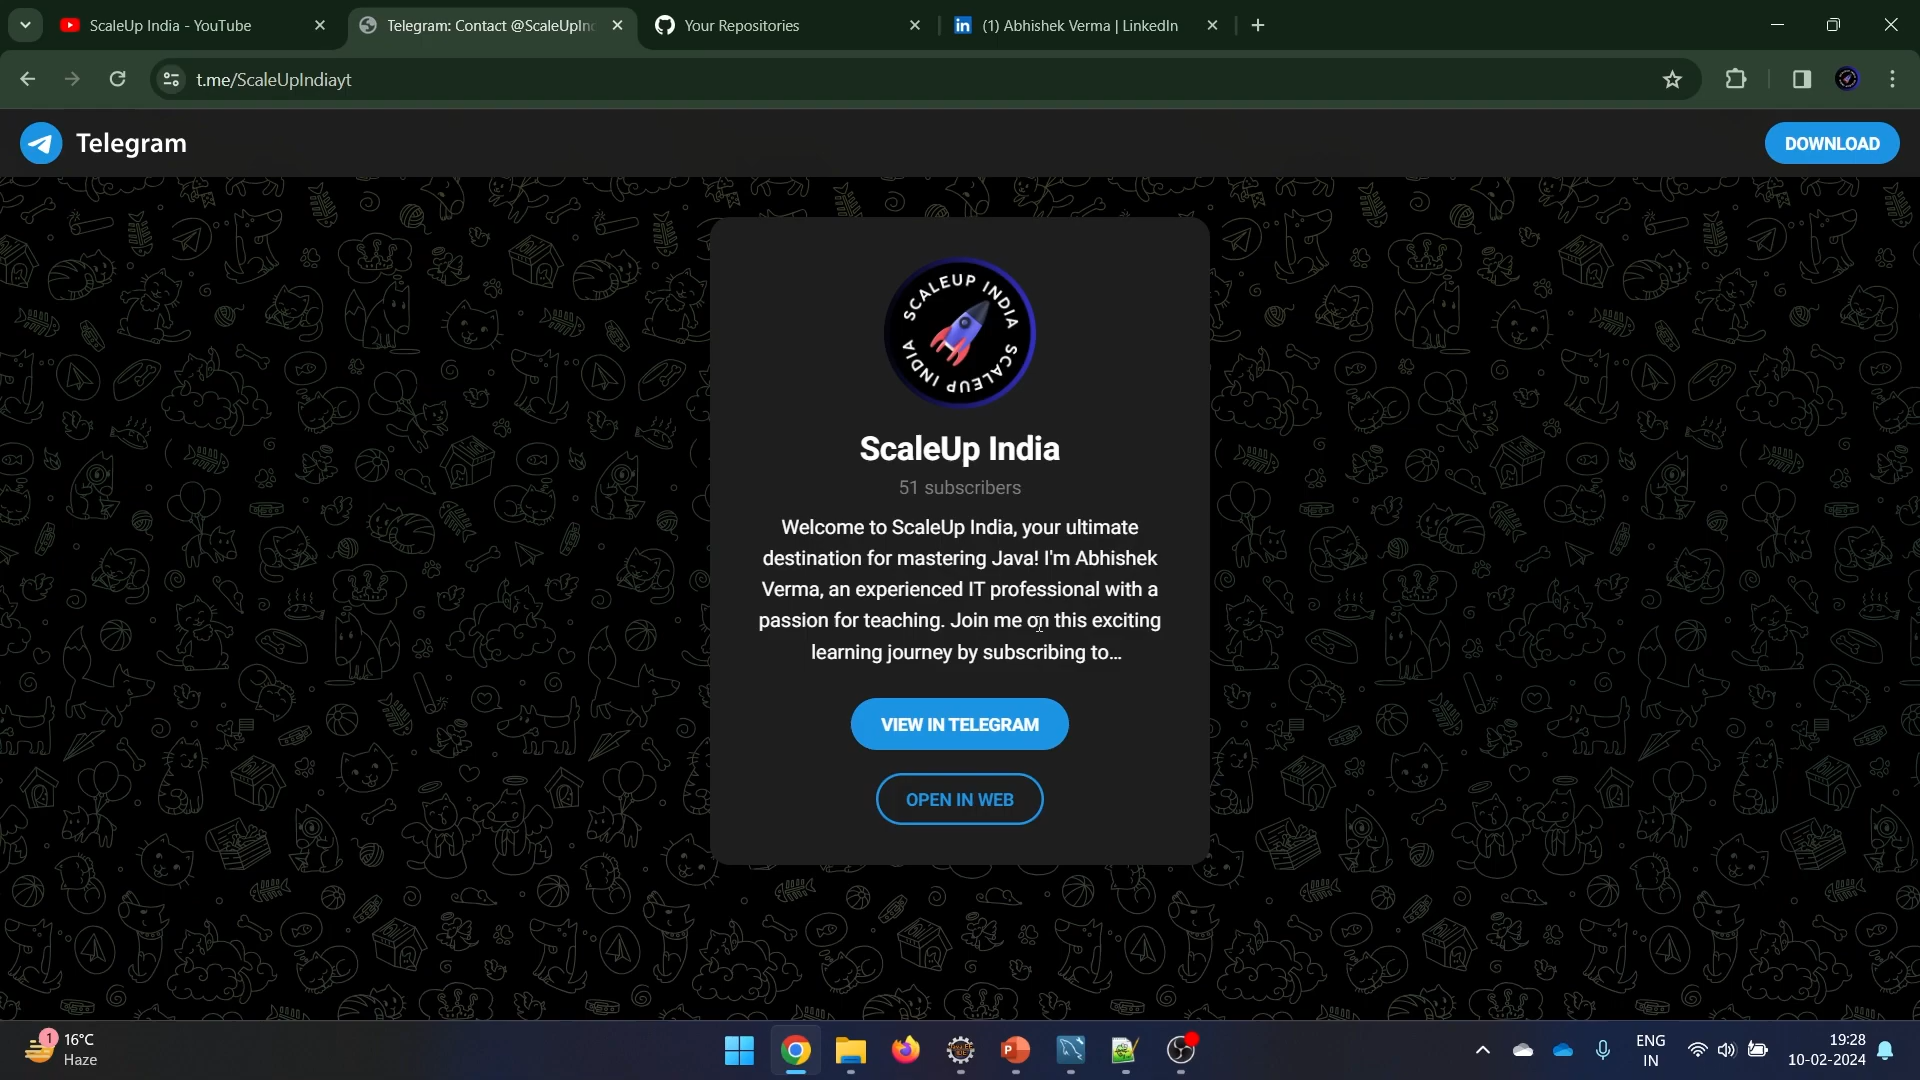 ScaleUp India - YouTube
Telegram: Contact @ScaleUpInd
Your Repositories
in (1) Abhishek Verma | LinkedIn
t.me/ScaleUpIndiayt
Telegram
DOWNLOAD
SCALEUP INDIA
SCALEUP INDIA
ScaleUp India
51 subscribers
Welcome to ScaleUp India, your ultimate
destination for mastering Java! I'm Abhishek
Verma, an experienced IT professional with a
passion for teaching. Join me on this exciting
learning journey by subscribing to...
VIEW IN TELEGRAM
OPEN IN WEB
1
16°C
Haze
P
ENG
IN
19:28
10-02-2024